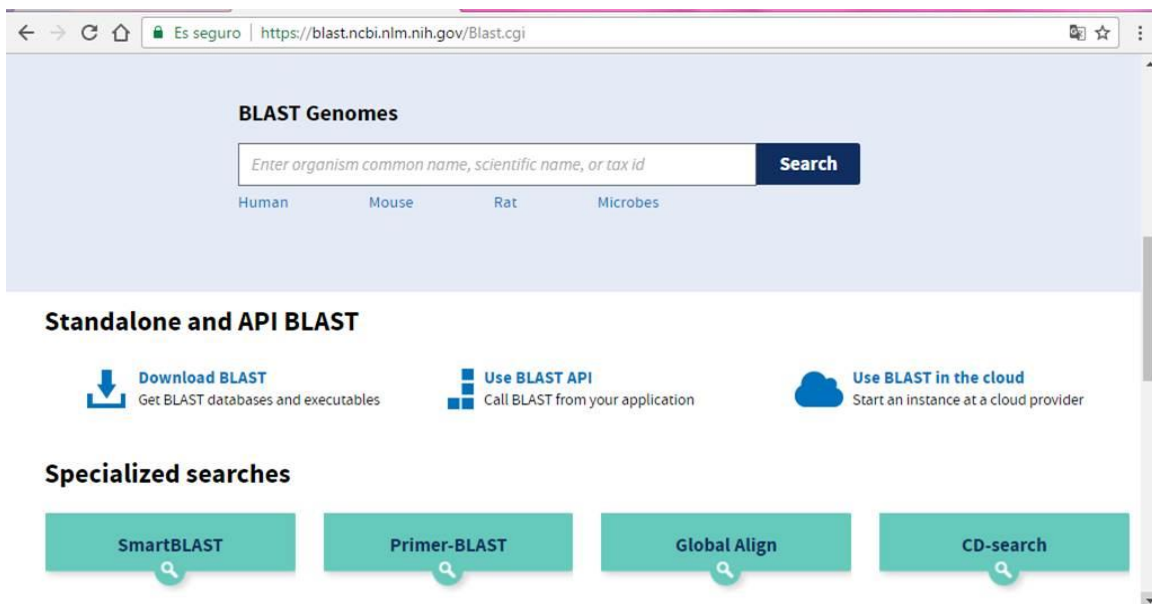 Es seguro | https://blast.ncbi.nlm.nih.gov/Blast.cgi
BLAST Genomes
Enter organism common name, scientific name, or tax id
Search
Human Mouse Rat Microbes
Standalone and API BLAST
Download BLAST
Get BLAST databases and executables
Use BLAST API
Call BLAST from your application
Use BLAST in the cloud
Start an instance at a cloud provider
Specialized searches
SmartBLAST
Primer-BLAST
Global Align
CD-search